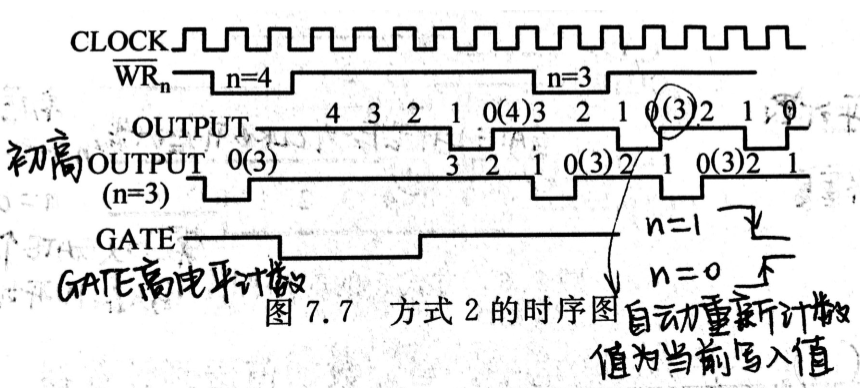 CLOCK
WRn n=4 n=3
4 3 2 1 0(4)3 2 1 0(3)2 1 0
OUTPUT
初高 OUTPUT 0(3) 3 2 1 0(3)2 1 0(3)2 1
(n=3)
GATE n=1
GATE高电平计数 n=0
图 7.7 方式 2 的时序图 自动重新计数
值为当前写入值